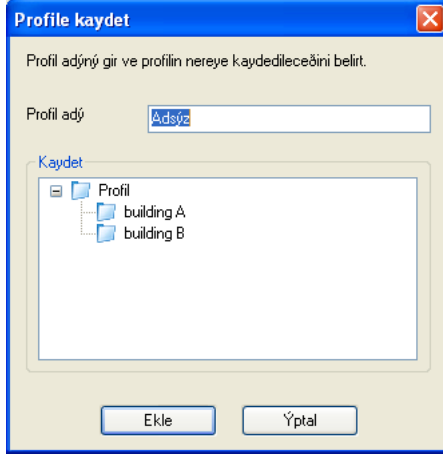 Profile kaydet
Profil adýný gir ve profilin nereye kaydedileceðini belirt.
Profil adý
Adsýz
Kaydet
Profil
building A
building B
Ekle
Ýptal